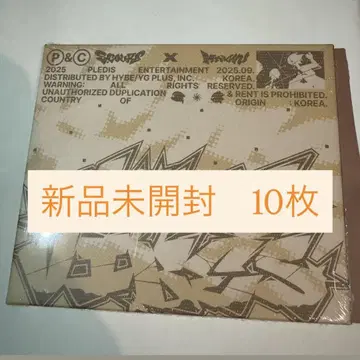 Ⓟ&Ⓒ X
2025 PLEDIS ENTERTAINMENT 2025.09.
DISTRIBUTED BY HYBE/YG PLUS, INC. KOREA.
WARNING: ALL RIGHTS RESERVED.
UNAUTHORIZED DUPLICATION & RENT IS PROHIBITED.
COUNTRY OF ORIGIN KOREA.
新品未開封 10枚